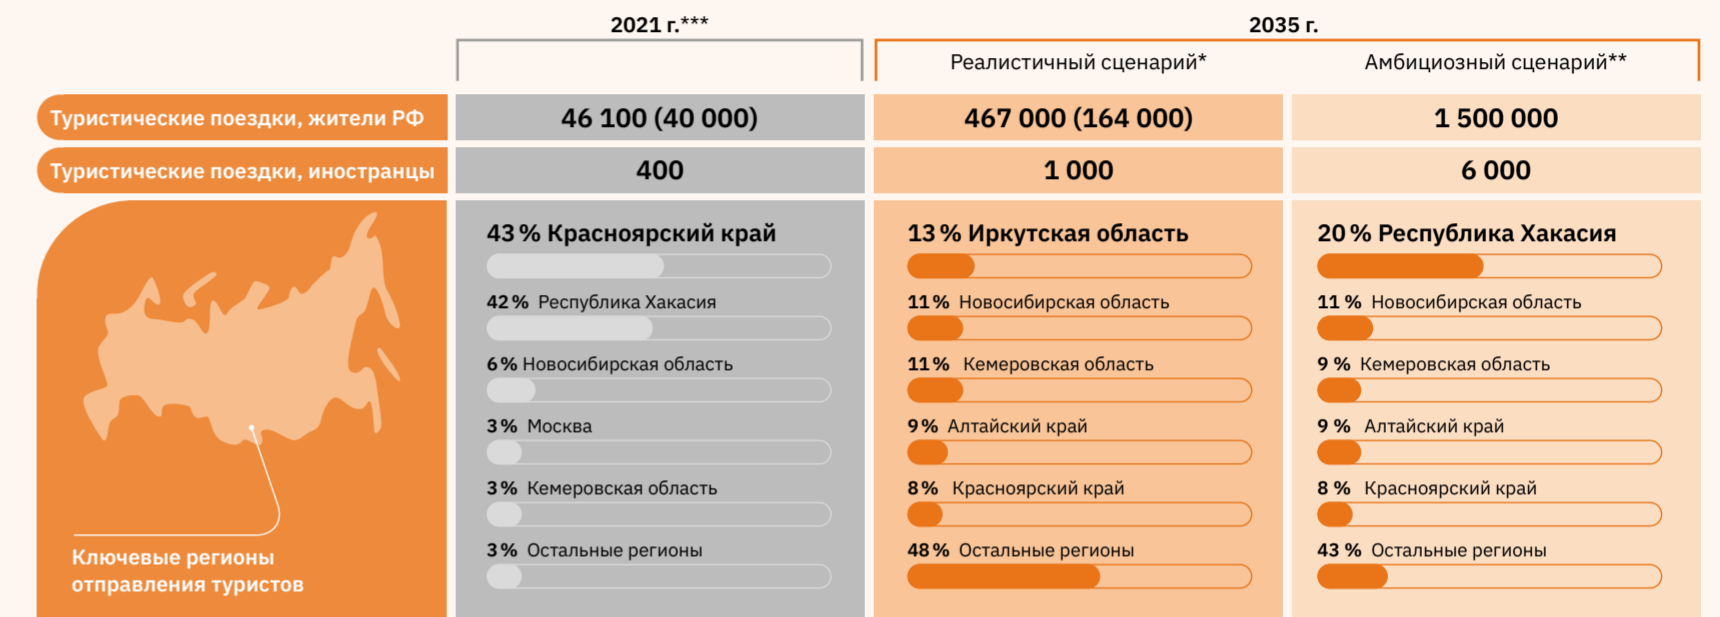 2021 г.***
2035 г.
Реалистичный сценарий*
Амбициозный сценарий**
Туристические поездки, жители РФ
46 100 (40 000)
467 000 (164 000)
1 500 000
Туристические поездки, иностранцы
400
1 000
6 000
Ключевые регионы
отправления туристов
43 % Красноярский край
42 % Республика Хакасия
6 % Новосибирская область
3 % Москва
3 % Кемеровская область
3 % Остальные регионы
13 % Иркутская область
11 % Новосибирская область
11 % Кемеровская область
9 % Алтайский край
8 % Красноярский край
48 % Остальные регионы
20 % Республика Хакасия
11 % Новосибирская область
9 % Кемеровская область
9 % Алтайский край
8 % Красноярский край
43 % Остальные регионы